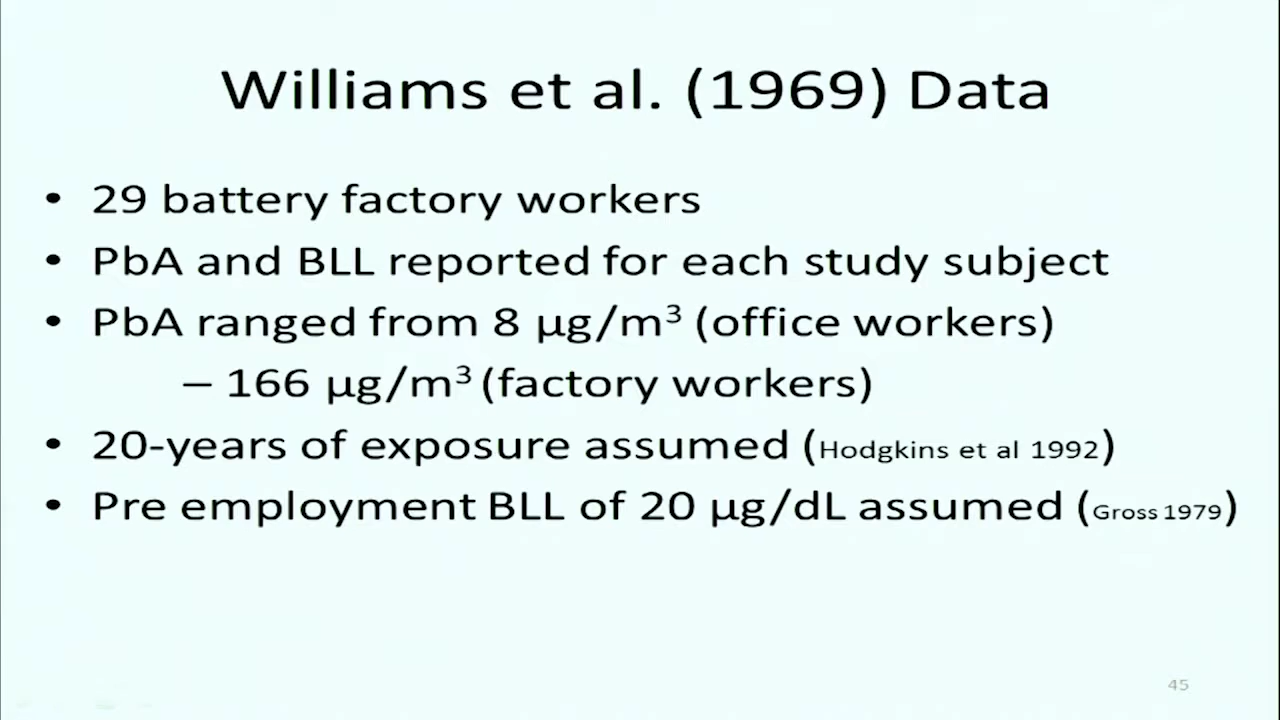 Williams et al. (1969) Data
• 29 battery factory workers
• PbA and BLL reported for each study subject
• PbA ranged from 8 µg/m³ (office workers)
– 166 µg/m³ (factory workers)
• 20-years of exposure assumed (Hodgkins et al 1992)
• Pre employment BLL of 20 µg/dL assumed (Gross 1979)
45